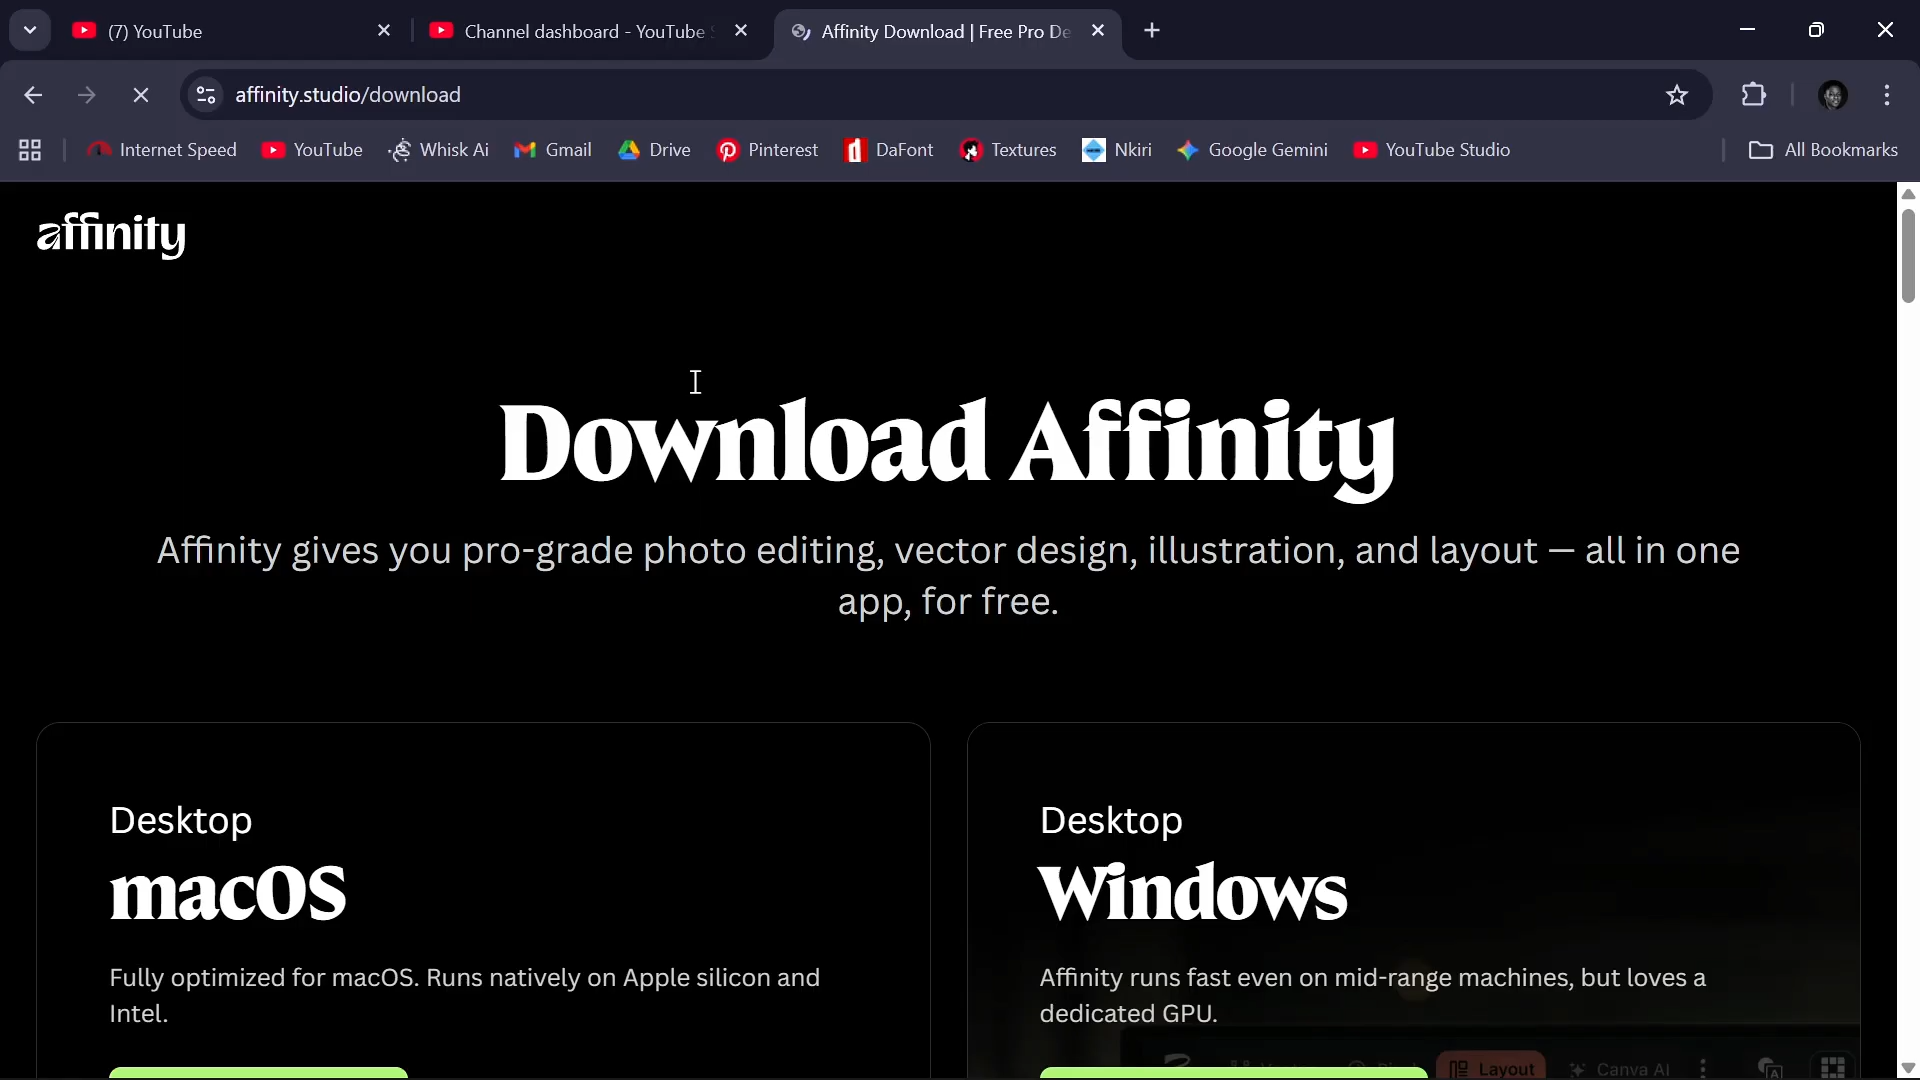 (7) YouTube
Channel dashboard - YouTube
Affinity Download | Free Pro De
affinity.studio/download
Internet Speed
YouTube
Whisk Ai
Gmail
Drive
Pinterest
DaFont
Textures
Nkiri
Google Gemini
YouTube Studio
All Bookmarks
affinity
Download Affinity
Affinity gives you pro-grade photo editing, vector design, illustration, and layout — all in one
app, for free.
Desktop
macOS
Fully optimized for macOS. Runs natively on Apple silicon and
Intel.
Desktop
Windows
Affinity runs fast even on mid-range machines, but loves a
dedicated GPU.
Layout
Canva AI